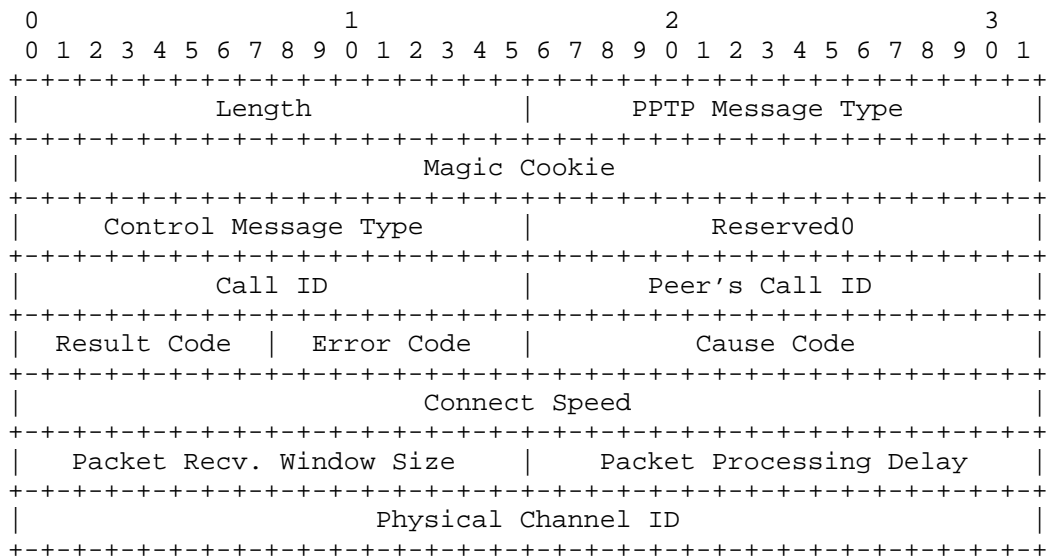 0                   1                   2                   3
 0 1 2 3 4 5 6 7 8 9 0 1 2 3 4 5 6 7 8 9 0 1 2 3 4 5 6 7 8 9 0 1
+-+-+-+-+-+-+-+-+-+-+-+-+-+-+-+-+-+-+-+-+-+-+-+-+-+-+-+-+-+-+-+-+
|            Length             |      PPTP Message Type        |
+-+-+-+-+-+-+-+-+-+-+-+-+-+-+-+-+-+-+-+-+-+-+-+-+-+-+-+-+-+-+-+-+
|                         Magic Cookie                          |
+-+-+-+-+-+-+-+-+-+-+-+-+-+-+-+-+-+-+-+-+-+-+-+-+-+-+-+-+-+-+-+-+
|     Control Message Type      |           Reserved0           |
+-+-+-+-+-+-+-+-+-+-+-+-+-+-+-+-+-+-+-+-+-+-+-+-+-+-+-+-+-+-+-+-+
|            Call ID            |       Peer’s Call ID          |
+-+-+-+-+-+-+-+-+-+-+-+-+-+-+-+-+-+-+-+-+-+-+-+-+-+-+-+-+-+-+-+-+
|  Result Code  |  Error Code   |          Cause Code           |
+-+-+-+-+-+-+-+-+-+-+-+-+-+-+-+-+-+-+-+-+-+-+-+-+-+-+-+-+-+-+-+-+
|                         Connect Speed                         |
+-+-+-+-+-+-+-+-+-+-+-+-+-+-+-+-+-+-+-+-+-+-+-+-+-+-+-+-+-+-+-+-+
|   Packet Recv. Window Size    |    Packet Processing Delay    |
+-+-+-+-+-+-+-+-+-+-+-+-+-+-+-+-+-+-+-+-+-+-+-+-+-+-+-+-+-+-+-+-+
|                      Physical Channel ID                      |
+-+-+-+-+-+-+-+-+-+-+-+-+-+-+-+-+-+-+-+-+-+-+-+-+-+-+-+-+-+-+-+-+